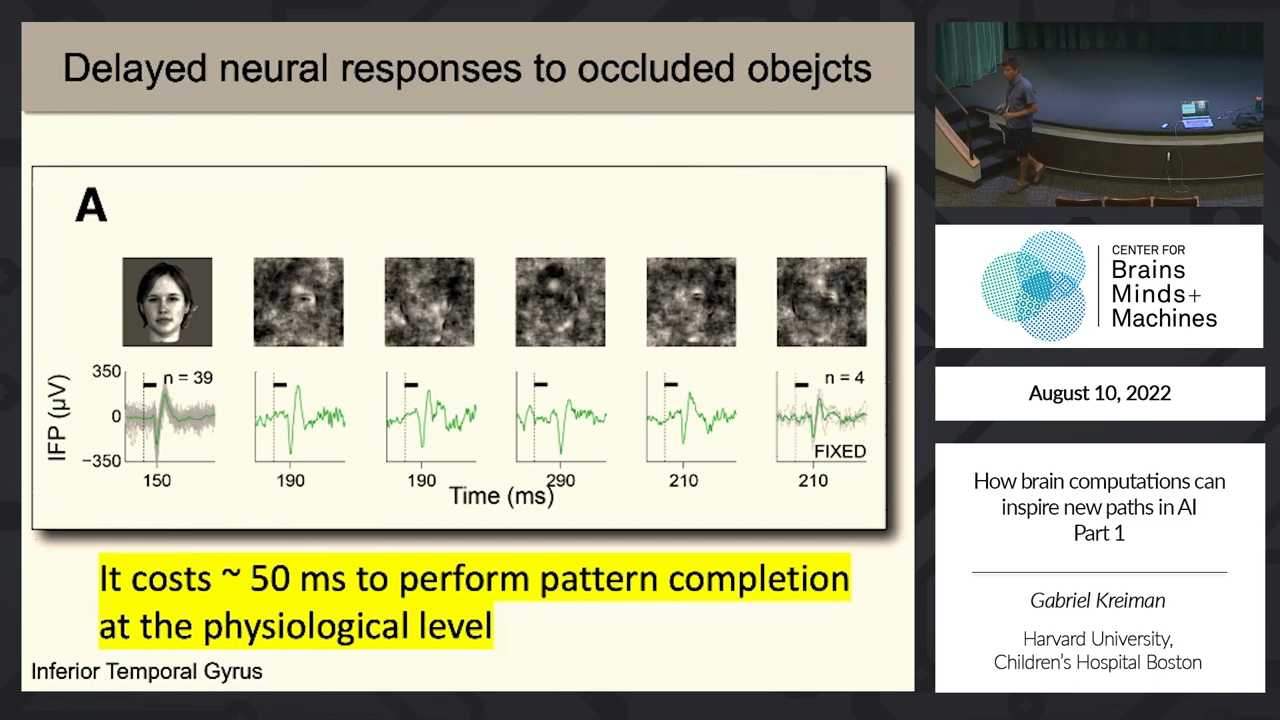 Delayed neural responses to occluded obejcts
A
350
0
−350
IFP (µV)
n = 39
n = 4
FIXED
150
190
190
290
210
210
Time (ms)
It costs ~ 50 ms to perform pattern completion
at the physiological level
Inferior Temporal Gyrus
CENTER FOR
Brains
Minds+
Machines
August 10, 2022
How brain computations can
inspire new paths in AI
Part 1
Gabriel Kreiman
Harvard University,
Children's Hospital Boston